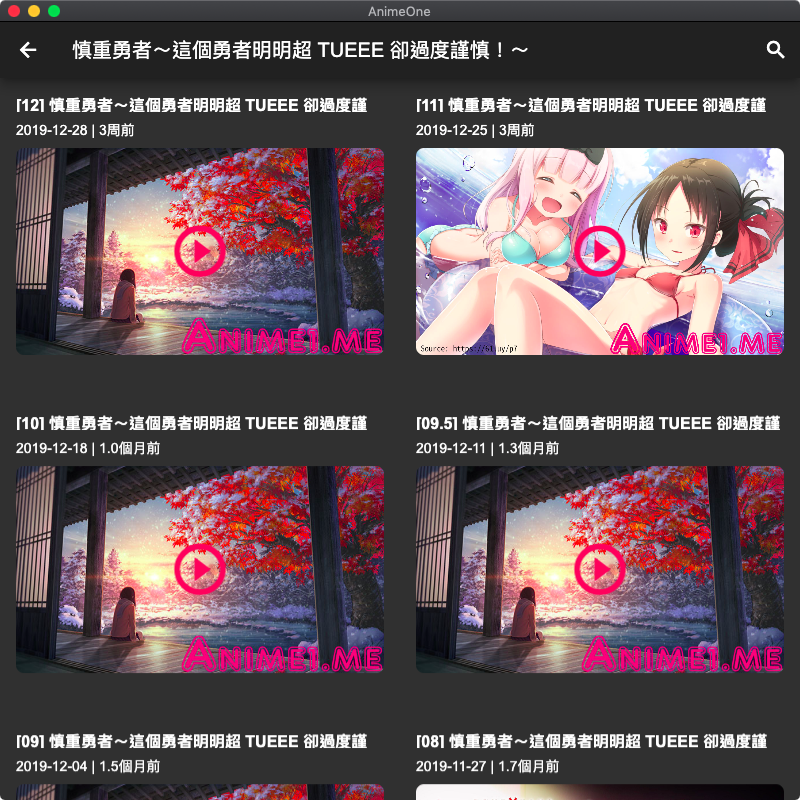 AnimeOne
慎重勇者～這個勇者明明超 TUEEE 卻過度謹慎！～
[12] 慎重勇者～這個勇者明明超 TUEEE 卻過度謹
2019-12-28 | 3周前
ANIME1.ME
[11] 慎重勇者～這個勇者明明超 TUEEE 卻過度謹
2019-12-25 | 3周前
ANIME1.ME
[10] 慎重勇者～這個勇者明明超 TUEEE 卻過度謹
2019-12-18 | 1.0個月前
ANIME1.ME
[09.5] 慎重勇者～這個勇者明明超 TUEEE 卻過度謹
2019-12-11 | 1.3個月前
ANIME1.ME
[09] 慎重勇者～這個勇者明明超 TUEEE 卻過度謹
2019-12-04 | 1.5個月前
[08] 慎重勇者～這個勇者明明超 TUEEE 卻過度謹
2019-11-27 | 1.7個月前